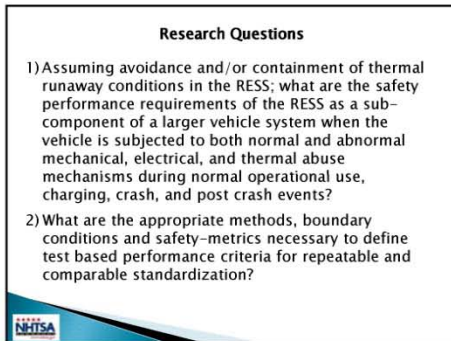 Research Questions
1) Assuming avoidance and/or containment of thermal
runaway conditions in the RESS; what are the safety
performance requirements of the RESS as a sub-
component of a larger vehicle system when the
vehicle is subjected to both normal and abnormal
mechanical, electrical, and thermal abuse
mechanisms during normal operational use,
charging, crash, and post crash events?
2) What are the appropriate methods, boundary
conditions and safety-metrics necessary to define
test based performance criteria for repeatable and
comparable standardization?
NHTSA